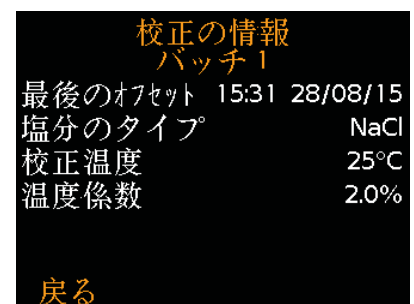 校正の情報
バッチ 1
最後のｵﾌｾｯﾄ 15:31 28/08/15
塩分のタイプ NaCl
校正温度 25°C
温度係数 2.0%
戻る